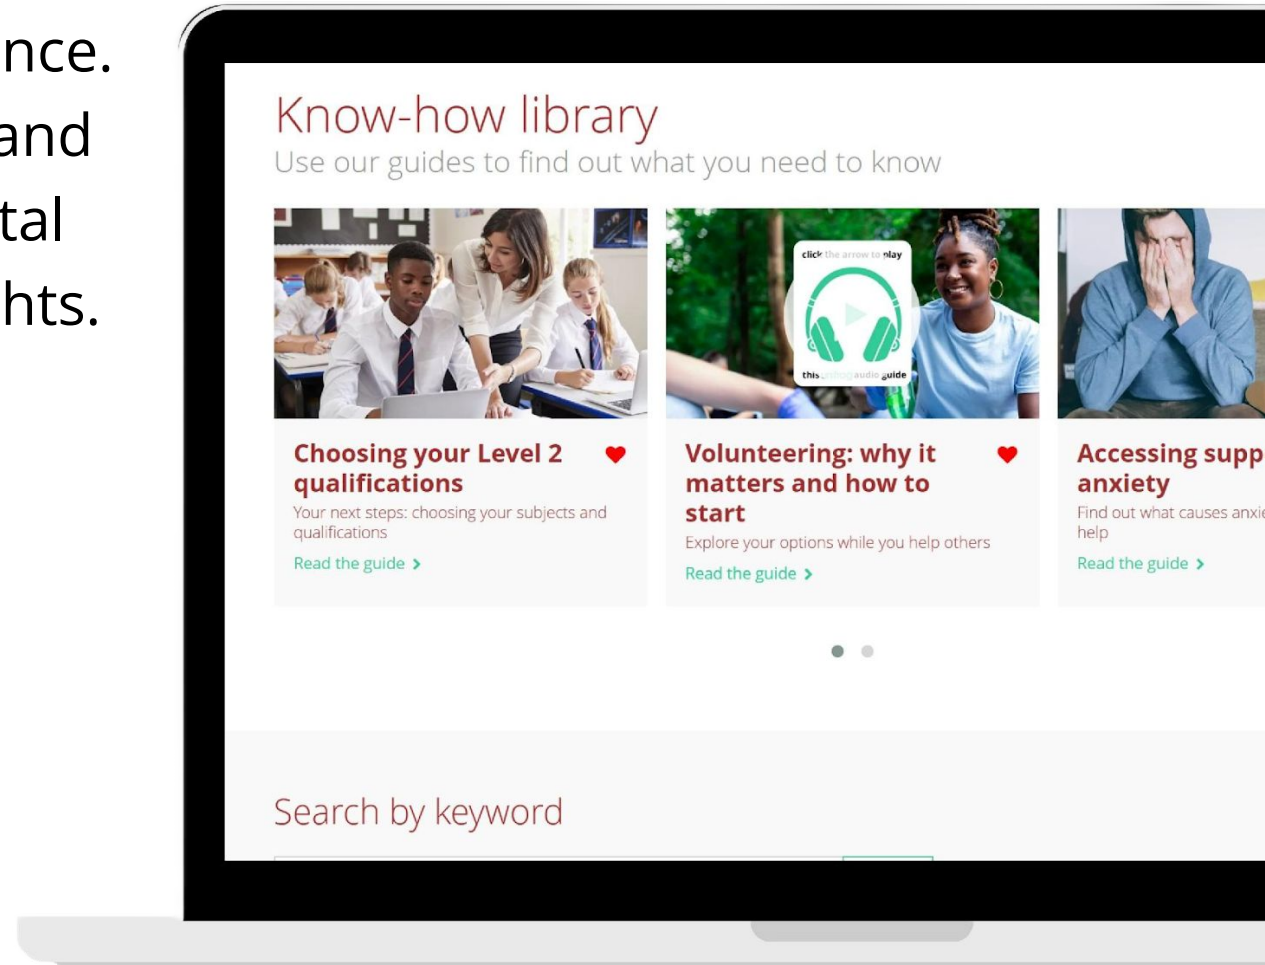 nce.
and
tal
hts.
Know-how library
Use our guides to find out what you need to know
click the arrow to play
this audio guide
Choosing your Level 2
qualifications
Your next steps: choosing your subjects and
qualifications
Read the guide
Volunteering: why it
matters and how to
start
Explore your options while you help others
Read the guide
Accessing supp
anxiety
Find out what causes anxie
help
Read the guide
Search by keyword